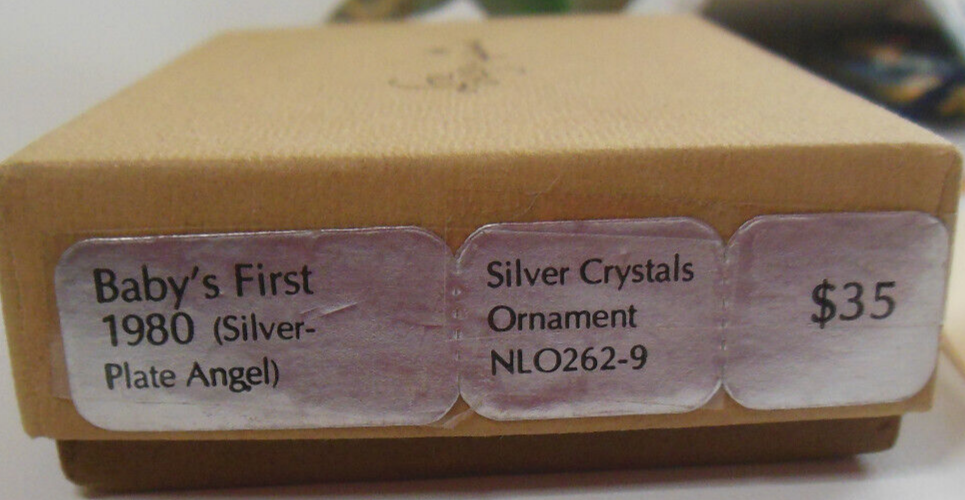 Baby's First
1980 (Silver-
Plate Angel)
Silver Crystals
Ornament
NLO262-9
$35